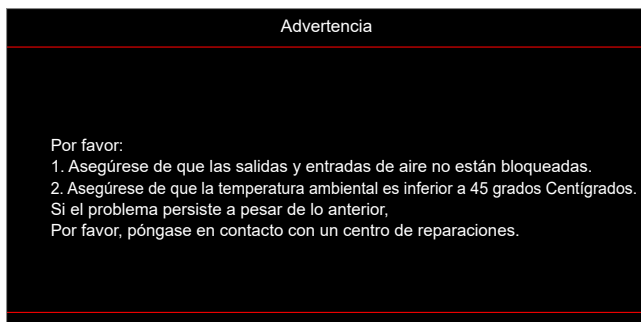 Advertencia
Por favor:
1. Asegúrese de que las salidas y entradas de aire no están bloqueadas.
2. Asegúrese de que la temperatura ambiental es inferior a 45 grados Centígrados.
Si el problema persiste a pesar de lo anterior,
Por favor, póngase en contacto con un centro de reparaciones.